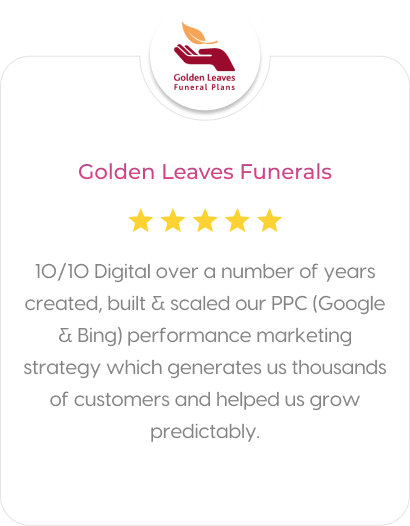 Golden Leaves
Funeral Plans
Golden Leaves Funerals
10/10 Digital over a number of years
created, built & scaled our PPC (Google
& Bing) performance marketing
strategy which generates us thousands
of customers and helped us grow
predictably.